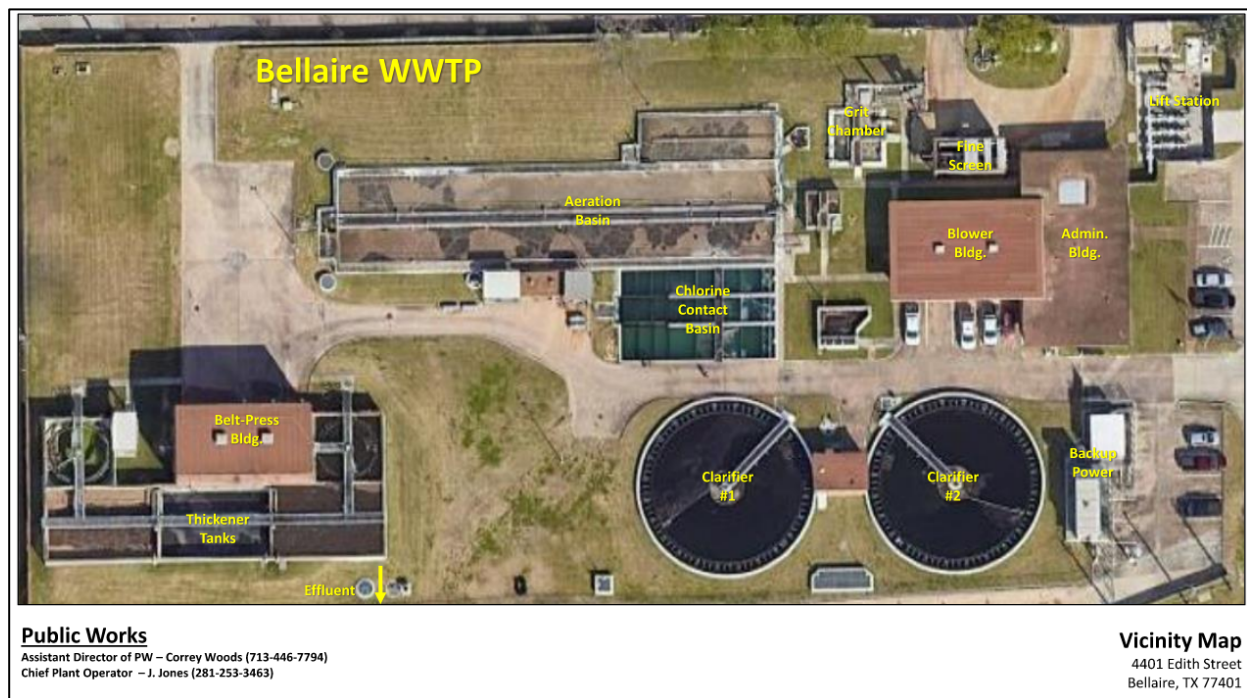 Bellaire WWTP
Grit
Chamber
Lift Station
Fine
Screen
Aeration
Basin
Blower
Bldg.
Admin.
Bldg.
Chlorine
Contact
Basin
Belt-Press
Bldg.
Clarifier
#1
Clarifier
#2
Backup
Power
Thickener
Tanks
Effluent
Public Works
Assistant Director of PW – Correy Woods (713-446-7794)
Chief Plant Operator – J. Jones (281-253-3463)
Vicinity Map
4401 Edith Street
Bellaire, TX 77401